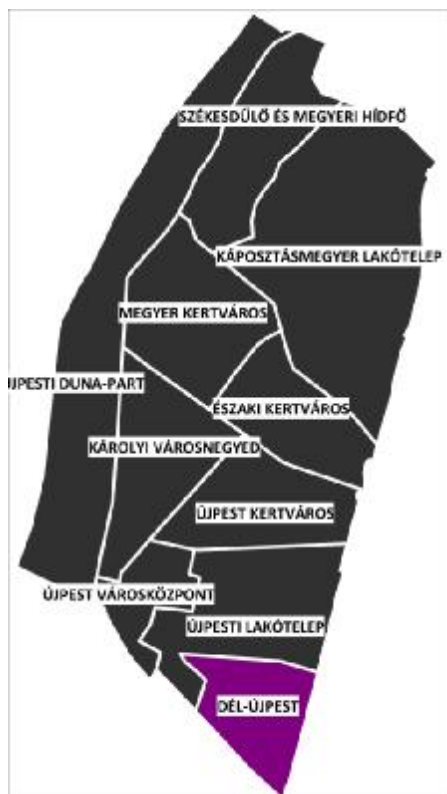 SZÉKESDŰLŐ ÉS MEGYERI HÍDFŐ
KÁPOSZTÁSMEGYER LAKÓTELEP
MEGYER KERTVÁROS
ÚJPESTI DUNA-PART
ÉSZAKI KERTVÁROS
KÁROLYI VÁROSNEGYED
ÚJPEST KERTVÁROS
ÚJPEST VÁROSKÖZPONT
ÚJPESTI LAKÓTELEP
DÉL-ÚJPEST